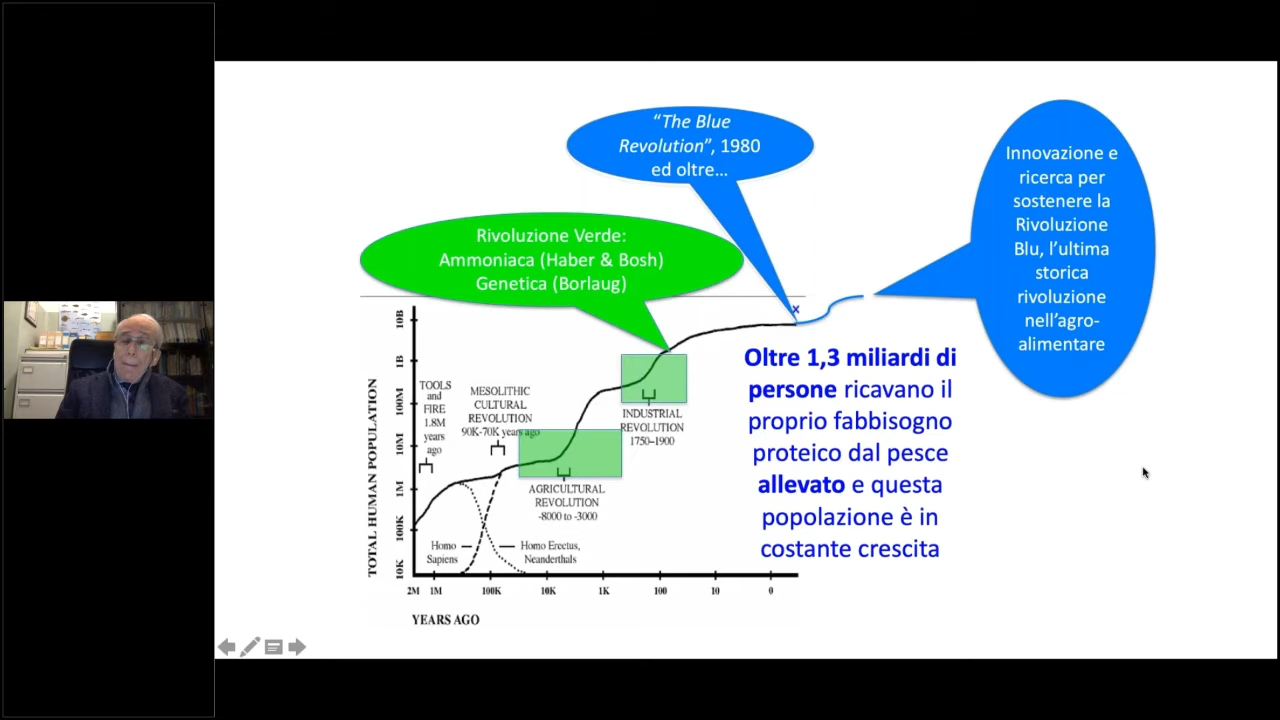 “The Blue
Revolution”, 1980
ed oltre…
Innovazione e
ricerca per
sostenere la
Rivoluzione
Blu, l’ultima
storica
rivoluzione
nell’agro-
alimentare
Rivoluzione Verde:
Ammoniaca (Haber & Bosh)
Genetica (Borlaug)
Oltre 1,3 miliardi di
persone ricavano il
proprio fabbisogno
proteico dal pesce
allevato e questa
popolazione è in
costante crescita
TOTAL HUMAN POPULATION
10B
1B
100M
10M
1M
100K
10K
TOOLS
and
FIRE
1.8M
years
ago
MESOLITHIC
CULTURAL
REVOLUTION
90K-70K years ago
INDUSTRIAL
REVOLUTION
1750–1900
AGRICULTURAL
REVOLUTION
-8000 to -3000
Homo
Sapiens
Homo Erectus,
Neanderthals
2M 1M 100K 10K 1K 100 10 0
YEARS AGO